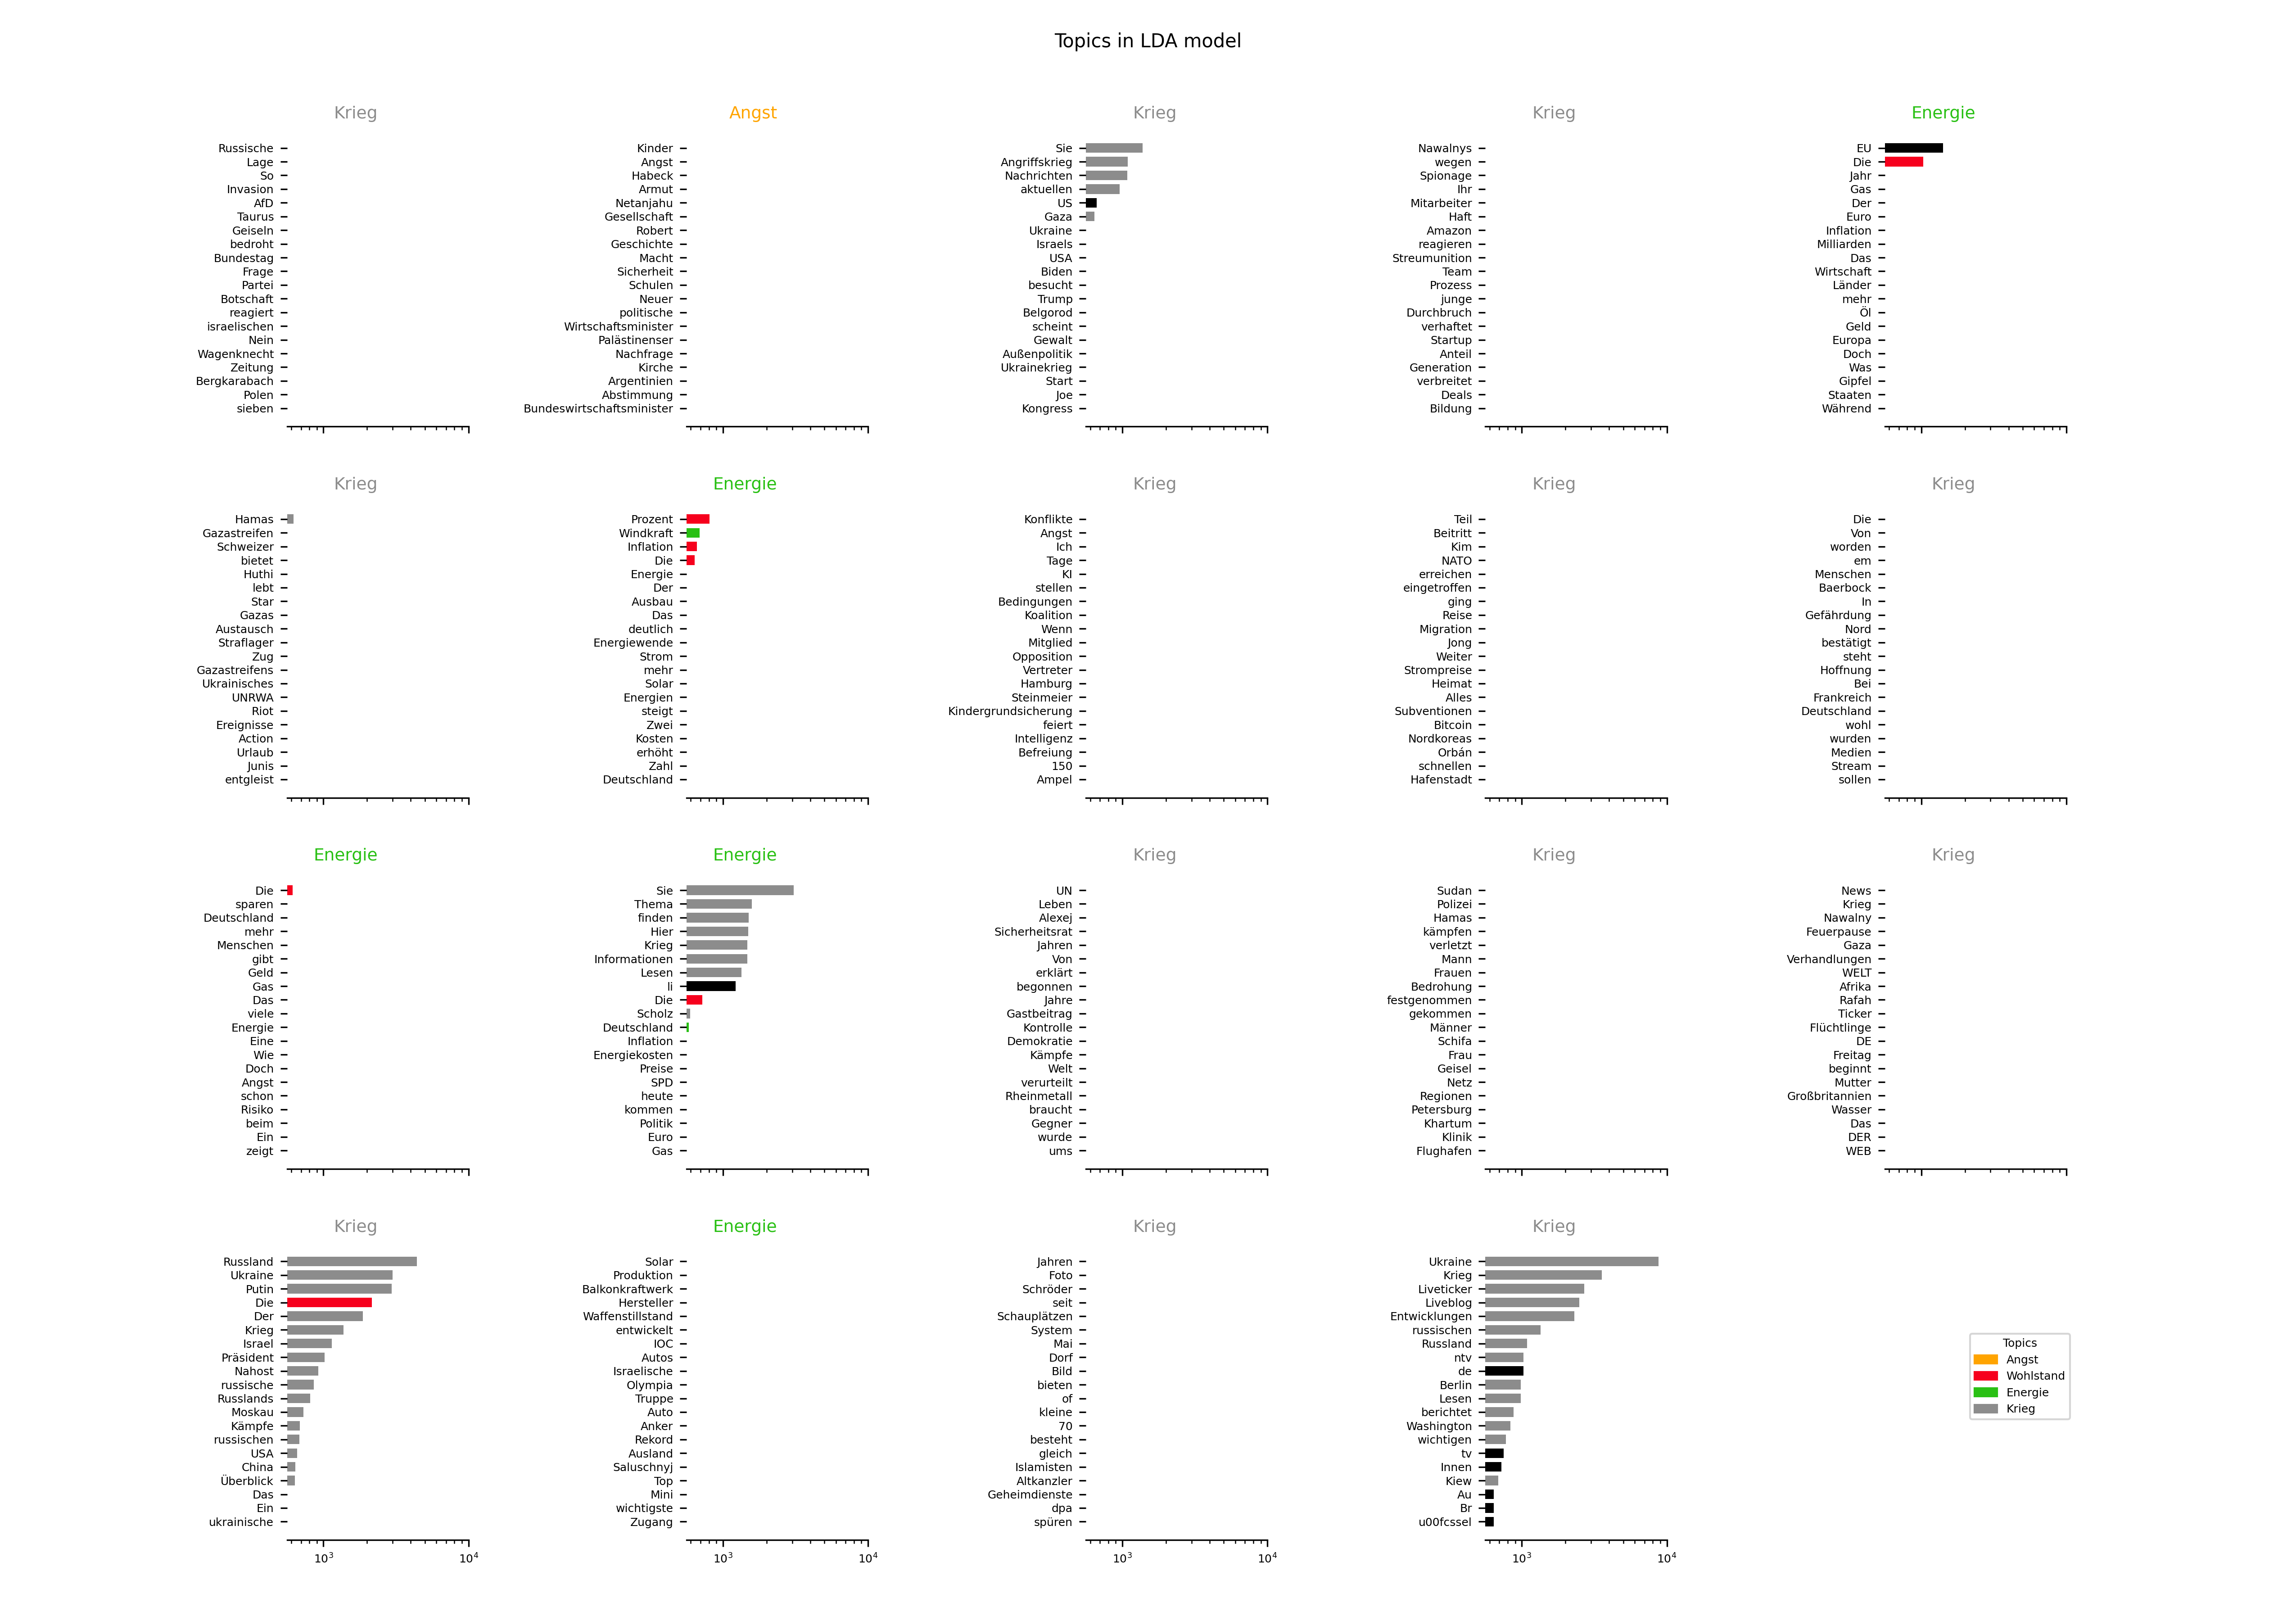 Topics in LDA model
Krieg
Russische
Lage
So
Invasion
AfD
Taurus
Geiseln
bedroht
Bundestag
Frage
Partei
Botschaft
reagiert
israelischen
Nein
Wagenknecht
Zeitung
Bergkarabach
Polen
sieben
Angst
Kinder
Angst
Habeck
Armut
Netanjahu
Gesellschaft
Robert
Geschichte
Macht
Sicherheit
Schulen
Neuer
politische
Wirtschaftsminister
Palästinenser
Nachfrage
Kirche
Argentinien
Abstimmung
Bundeswirtschaftsminister
Krieg
Sie
Angriffskrieg
Nachrichten
aktuellen
US
Gaza
Ukraine
Israels
USA
Biden
besucht
Trump
Belgorod
scheint
Gewalt
Außenpolitik
Ukrainekrieg
Start
Joe
Kongress
Krieg
Nawalnys
wegen
Spionage
Ihr
Mitarbeiter
Haft
Amazon
reagieren
Streumunition
Team
Prozess
junge
Durchbruch
verhaftet
Startup
Anteil
Generation
verbreitet
Deals
Bildung
Energie
EU
Die
Jahr
Gas
Der
Euro
Inflation
Milliarden
Das
Wirtschaft
Länder
mehr
Öl
Geld
Europa
Doch
Was
Gipfel
Staaten
Während
Krieg
Hamas
Gazastreifen
Schweizer
bietet
Huthi
lebt
Star
Gazas
Austausch
Straflager
Zug
Gazastreifens
Ukrainisches
UNRWA
Riot
Ereignisse
Action
Urlaub
Junis
entgleist
Energie
Prozent
Windkraft
Inflation
Die
Energie
Der
Ausbau
Das
deutlich
Energiewende
Strom
mehr
Solar
Energien
steigt
Zwei
Kosten
erhöht
Zahl
Deutschland
Krieg
Konflikte
Angst
Ich
Tage
KI
stellen
Bedingungen
Koalition
Wenn
Mitglied
Opposition
Vertreter
Hamburg
Steinmeier
Kindergrundsicherung
feiert
Intelligenz
Befreiung
150
Ampel
Krieg
Teil
Beitritt
Kim
NATO
erreichen
eingetroffen
ging
Reise
Migration
Jong
Weiter
Strompreise
Heimat
Alles
Subventionen
Bitcoin
Nordkoreas
Orbán
schnellen
Hafenstadt
Krieg
Die
Von
worden
em
Menschen
Baerbock
In
Gefährdung
Nord
bestätigt
steht
Hoffnung
Bei
Frankreich
Deutschland
wohl
wurden
Medien
Stream
sollen
Energie
Die
sparen
Deutschland
mehr
Menschen
gibt
Geld
Gas
Das
viele
Energie
Eine
Wie
Doch
Angst
schon
Risiko
beim
Ein
zeigt
Energie
Sie
Thema
finden
Hier
Krieg
Informationen
Lesen
li
Die
Scholz
Deutschland
Inflation
Energiekosten
Preise
SPD
heute
kommen
Politik
Euro
Gas
Krieg
UN
Leben
Alexej
Sicherheitsrat
Jahren
Von
erklärt
begonnen
Jahre
Gastbeitrag
Kontrolle
Demokratie
Kämpfe
Welt
verurteilt
Rheinmetall
braucht
Gegner
wurde
ums
Krieg
Sudan
Polizei
Hamas
kämpfen
verletzt
Mann
Frauen
Bedrohung
festgenommen
gekommen
Männer
Schifa
Frau
Geisel
Netz
Regionen
Petersburg
Khartum
Klinik
Flughafen
Krieg
News
Krieg
Nawalny
Feuerpause
Gaza
Verhandlungen
WELT
Afrika
Rafah
Ticker
Flüchtlinge
DE
Freitag
beginnt
Mutter
Großbritannien
Wasser
Das
DER
WEB
Krieg
Russland
Ukraine
Putin
Die
Der
Krieg
Israel
Präsident
Nahost
russische
Russlands
Moskau
Kämpfe
russischen
USA
China
Überblick
Das
Ein
ukrainische
10³ 10⁴
Energie
Solar
Produktion
Balkonkraftwerk
Hersteller
Waffenstillstand
entwickelt
IOC
Autos
Israelische
Olympia
Truppe
Auto
Anker
Rekord
Ausland
Saluschnyj
Top
Mini
wichtigste
Zugang
10³ 10⁴
Krieg
Jahren
Foto
Schröder
seit
Schauplätzen
System
Mai
Dorf
Bild
bieten
of
kleine
70
besteht
gleich
Islamisten
Altkanzler
Geheimdienste
dpa
spüren
10³ 10⁴
Krieg
Ukraine
Krieg
Liveticker
Liveblog
Entwicklungen
russischen
Russland
ntv
de
Berlin
Lesen
berichtet
Washington
wichtigen
tv
Innen
Kiew
Au
Br
u00fcssel
10³ 10⁴
Topics
Angst
Wohlstand
Energie
Krieg